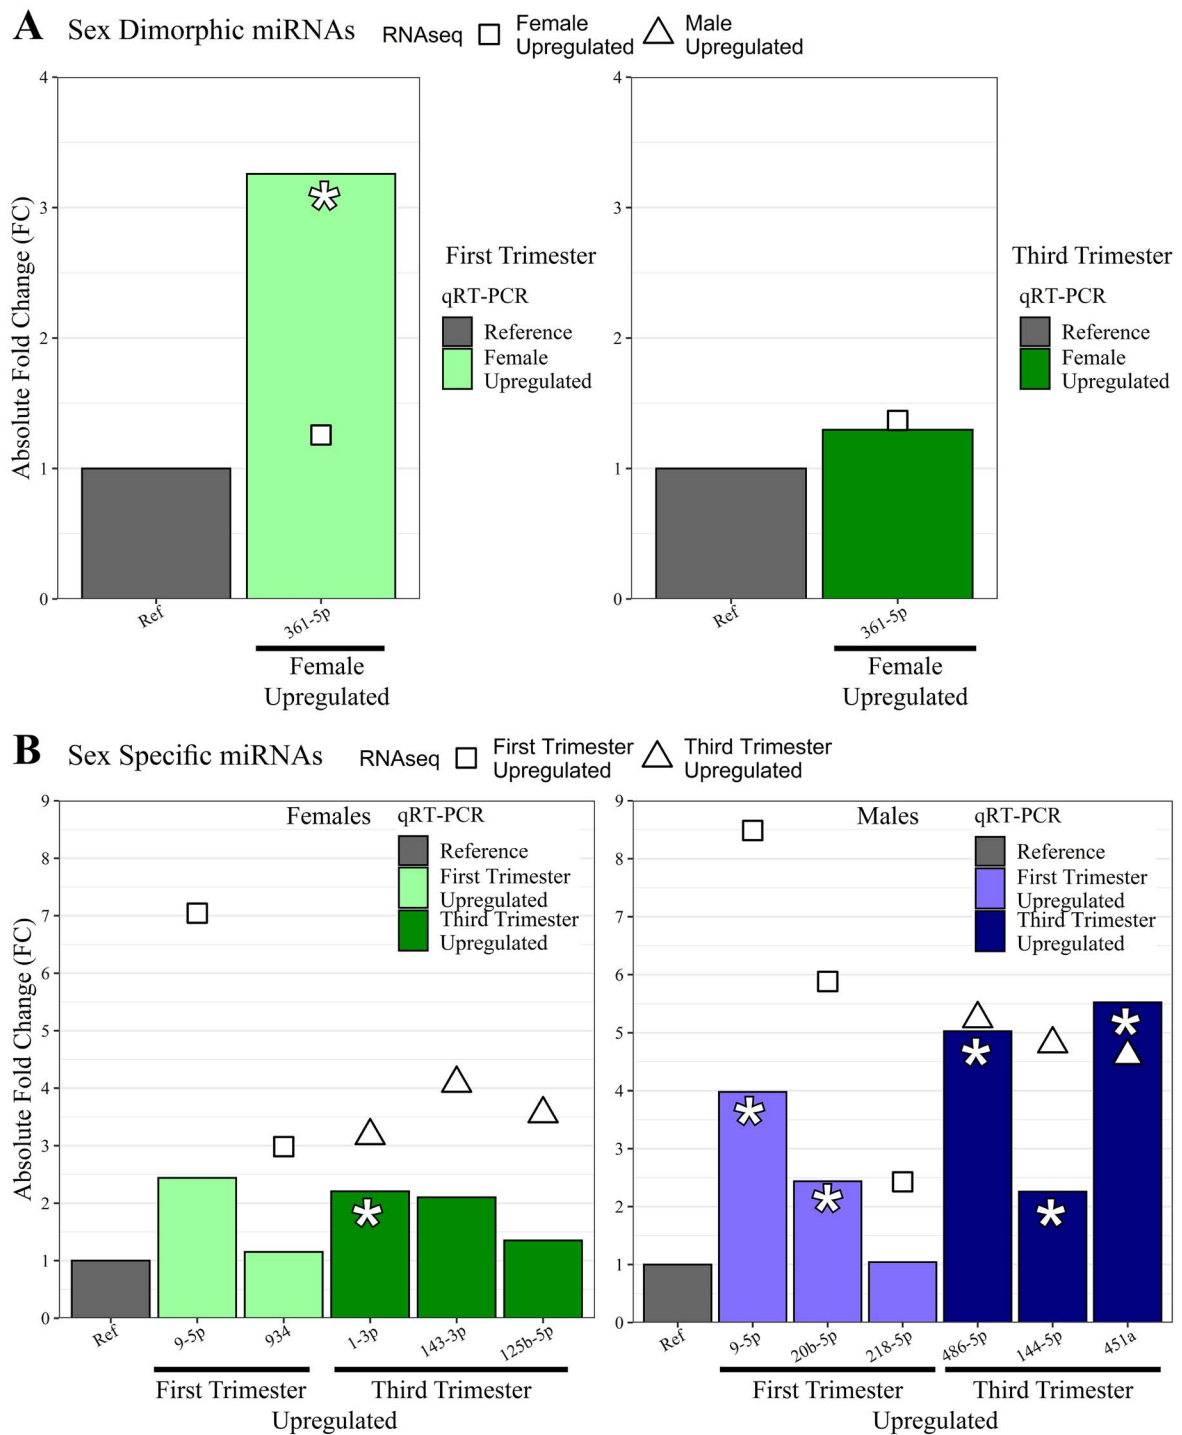 A Sex Dimorphic miRNAs RNAseq Female Upregulated Male Upregulated
Absolute Fold Change (FC)
4
3
2
1
0
*
Ref
361-5p
Female
Upregulated
First Trimester
qRT-PCR
Reference
Female
Upregulated
4
3
2
1
0
Ref
361-5p
Female
Upregulated
Third Trimester
qRT-PCR
Reference
Female
Upregulated
B Sex Specific miRNAs RNAseq First Trimester Upregulated Third Trimester Upregulated
Absolute Fold Change (FC)
9
8
7
6
5
4
3
2
1
0
Females
qRT-PCR
Reference
First Trimester
Upregulated
Third Trimester
Upregulated
*
Ref
9-5p
934
1-3p
143-3p
125b-5p
First Trimester Third Trimester
Upregulated
9
8
7
6
5
4
3
2
1
0
Males
qRT-PCR
Reference
First Trimester
Upregulated
Third Trimester
Upregulated
* * * * *
Ref
9-5p
20b-5p
218-5p
486-5p
144-5p
451a
First Trimester Third Trimester
Upregulated